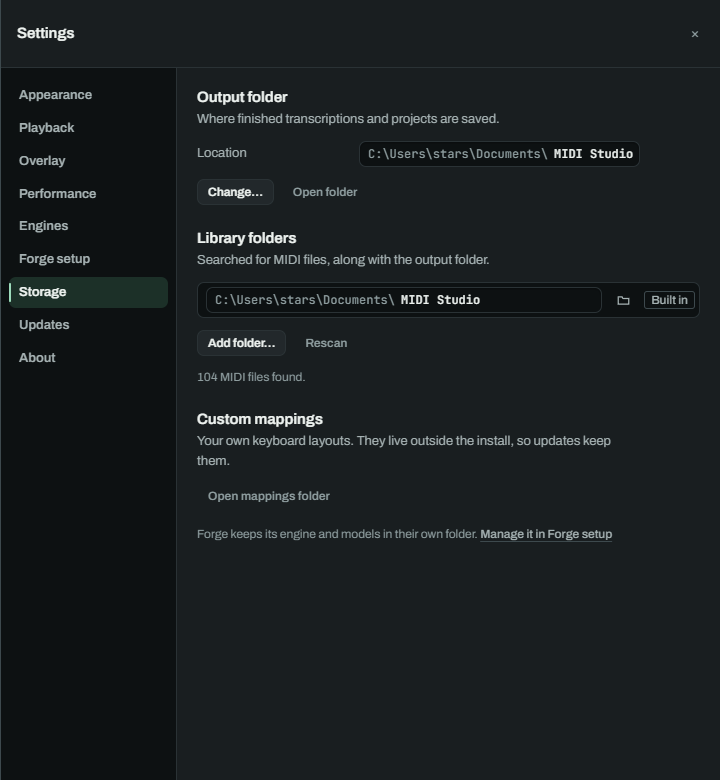 Settings
×
Appearance
Playback
Overlay
Performance
Engines
Forge setup
Storage
Updates
About
Output folder
Where finished transcriptions and projects are saved.
Location
C:\Users\stars\Documents\ MIDI Studio
Change...
Open folder
Library folders
Searched for MIDI files, along with the output folder.
C:\Users\stars\Documents\ MIDI Studio
Built in
Add folder...
Rescan
104 MIDI files found.
Custom mappings
Your own keyboard layouts. They live outside the install, so updates keep
them.
Open mappings folder
Forge keeps its engine and models in their own folder. Manage it in Forge setup